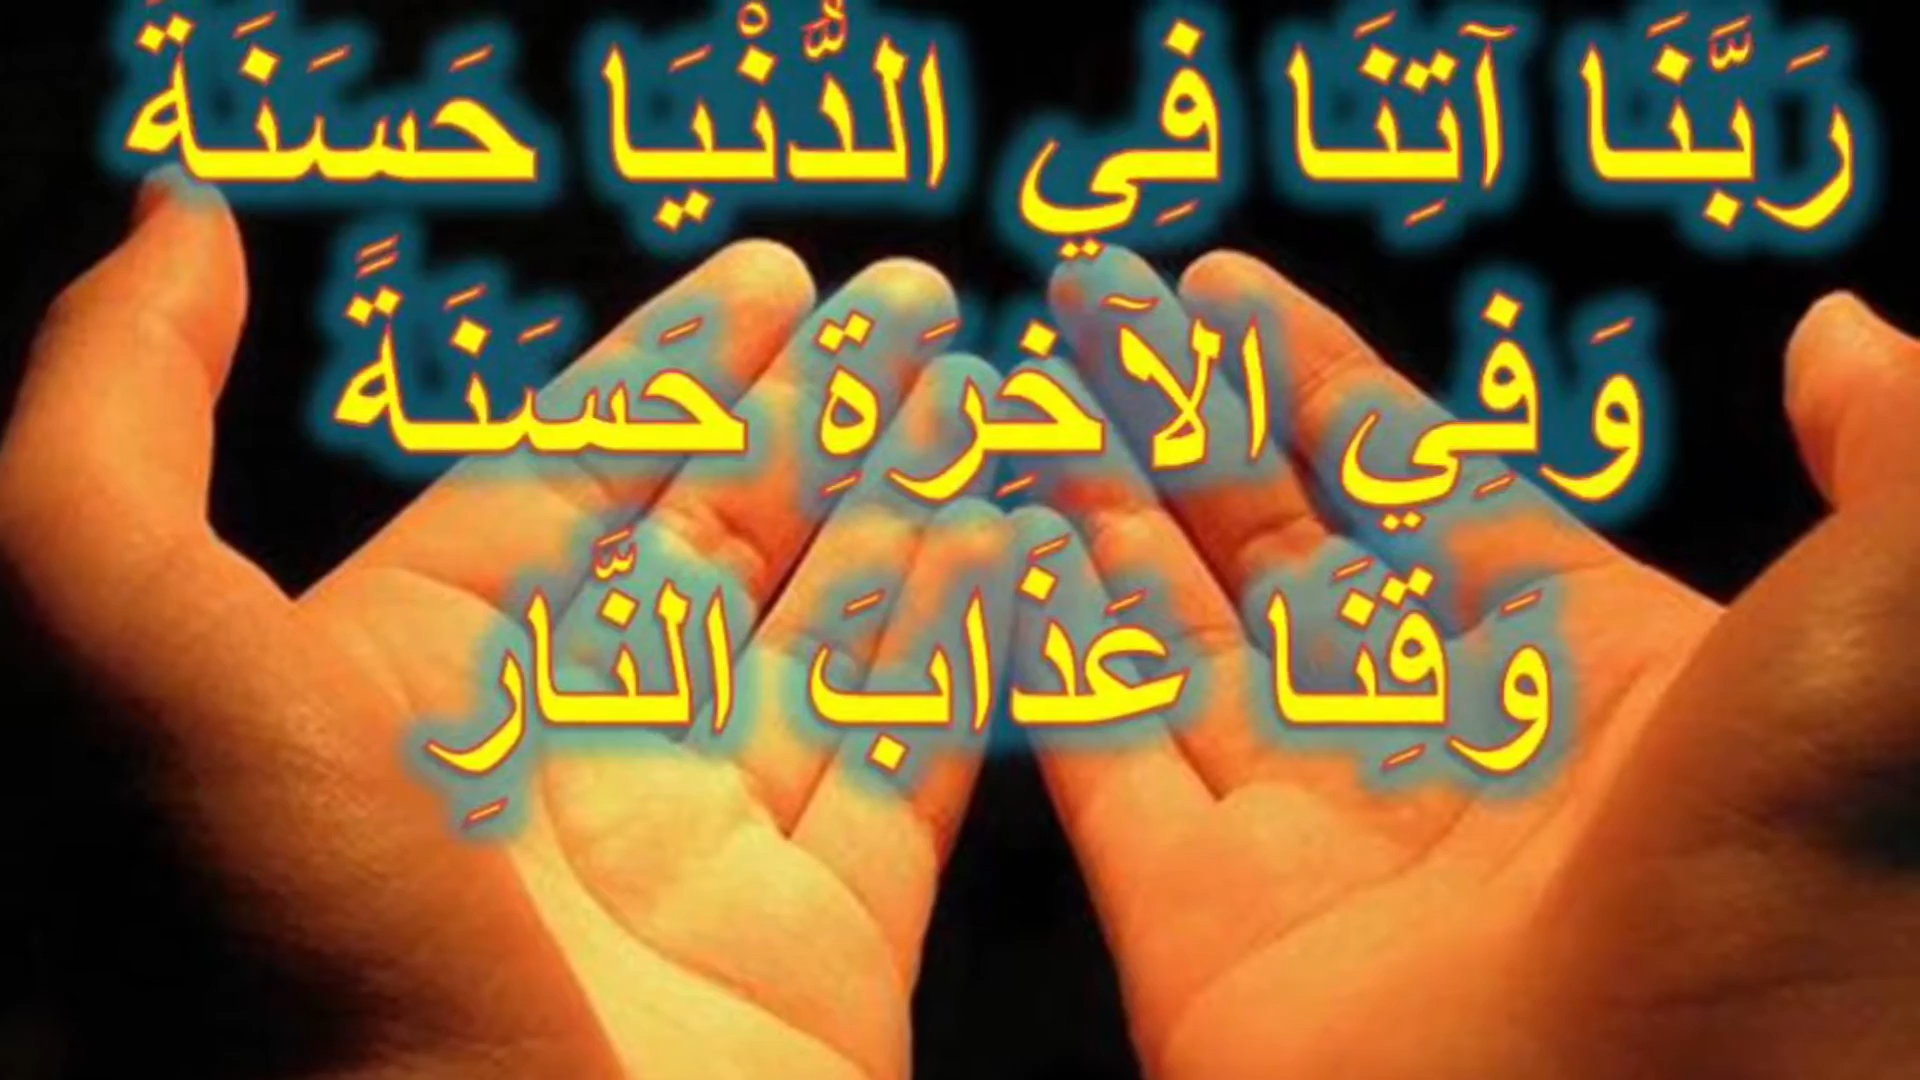 رَبَّنَا آتِنَا فِي الدُّنْيَا حَسَنَةً
وَفِي الآخِرَةِ حَسَنَةً
وَقِنَا عَذَابَ النَّارِ